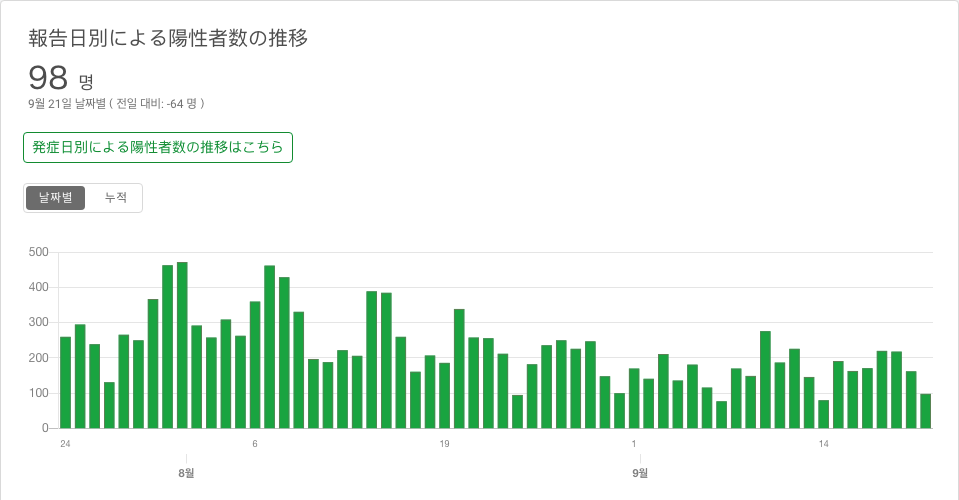 報告日別による陽性者数の推移
98 명
9월 21일 날짜별 ( 전일 대비: -64 명 )
発症日別による陽性者数の推移はこちら
날짜별 누적
500
400
300
200
100
0
24 6 19 1 14
8월 9월